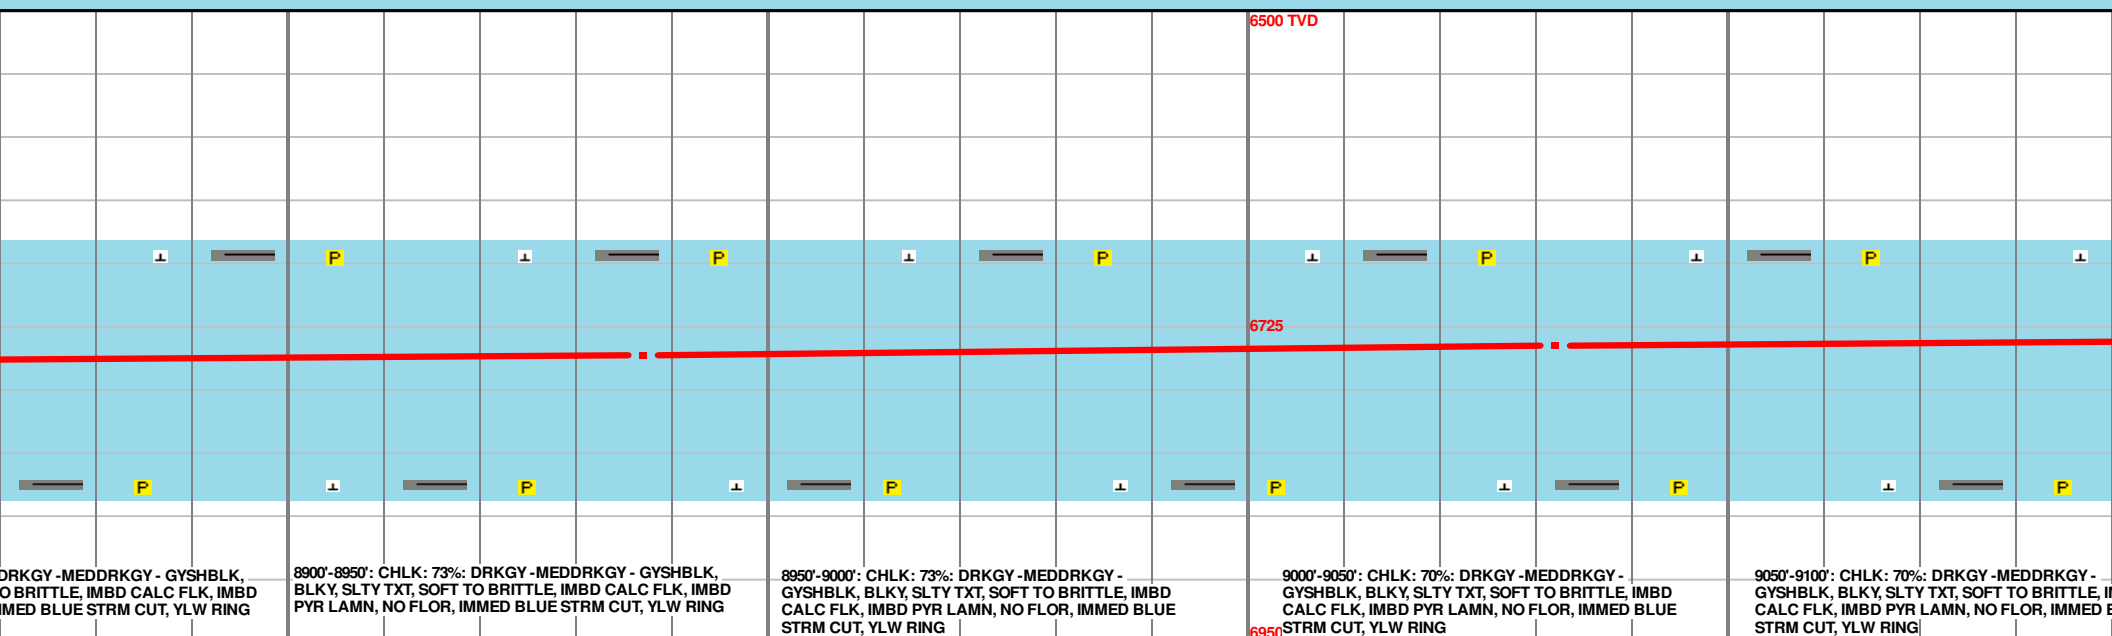 6500 TVD
P P P P P
6725
P P P P P P
DRKGY -MEDDRKGY - GYSHBLK,
O BRITTLE, IMBD CALC FLK, IMBD
MED BLUE STRM CUT, YLW RING
8900'-8950': CHLK: 73%: DRKGY -MEDDRKGY - GYSHBLK,
BLKY, SLTY TXT, SOFT TO BRITTLE, IMBD CALC FLK, IMBD
PYR LAMN, NO FLOR, IMMED BLUE STRM CUT, YLW RING
8950'-9000': CHLK: 73%: DRKGY -MEDDRKGY -
GYSHBLK, BLKY, SLTY TXT, SOFT TO BRITTLE, IMBD
CALC FLK, IMBD PYR LAMN, NO FLOR, IMMED BLUE
STRM CUT, YLW RING
6950
9000'-9050': CHLK: 70%: DRKGY -MEDDRKGY -
GYSHBLK, BLKY, SLTY TXT, SOFT TO BRITTLE, IMBD
CALC FLK, IMBD PYR LAMN, NO FLOR, IMMED BLUE
STRM CUT, YLW RING
9050'-9100': CHLK: 70%: DRKGY -MEDDRKGY -
GYSHBLK, BLKY, SLTY TXT, SOFT TO BRITTLE,
CALC FLK, IMBD PYR LAMN, NO FLOR, IMMED
STRM CUT, YLW RING